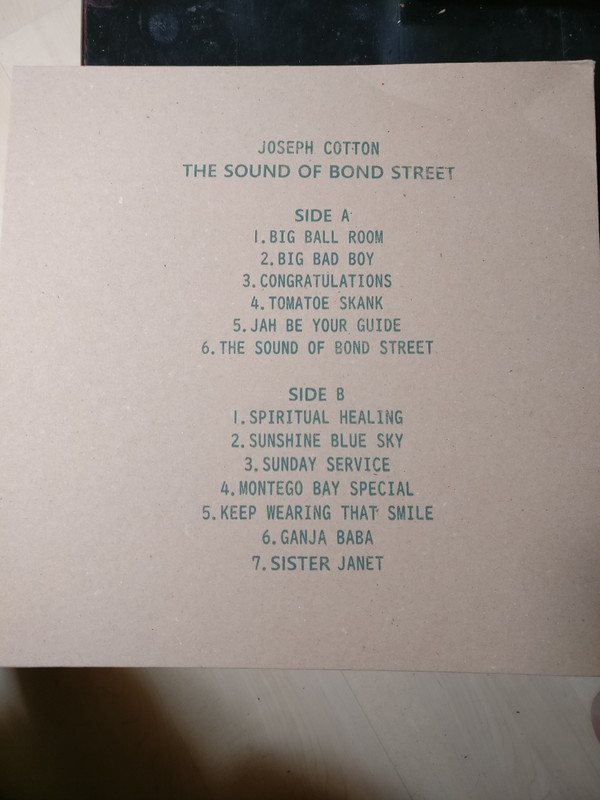 JOSEPH COTTON
THE SOUND OF BOND STREET
SIDE A
1.BIG BALL ROOM
2.BIG BAD BOY
3.CONGRATULATIONS
4.TOMATOE SKANK
5.JAH BE YOUR GUIDE
6.THE SOUND OF BOND STREET
SIDE B
1.SPIRITUAL HEALING
2.SUNSHINE BLUE SKY
3.SUNDAY SERVICE
4.MONTEGO BAY SPECIAL
5.KEEP WEARING THAT SMILE
6.GANJA BABA
7.SISTER JANET